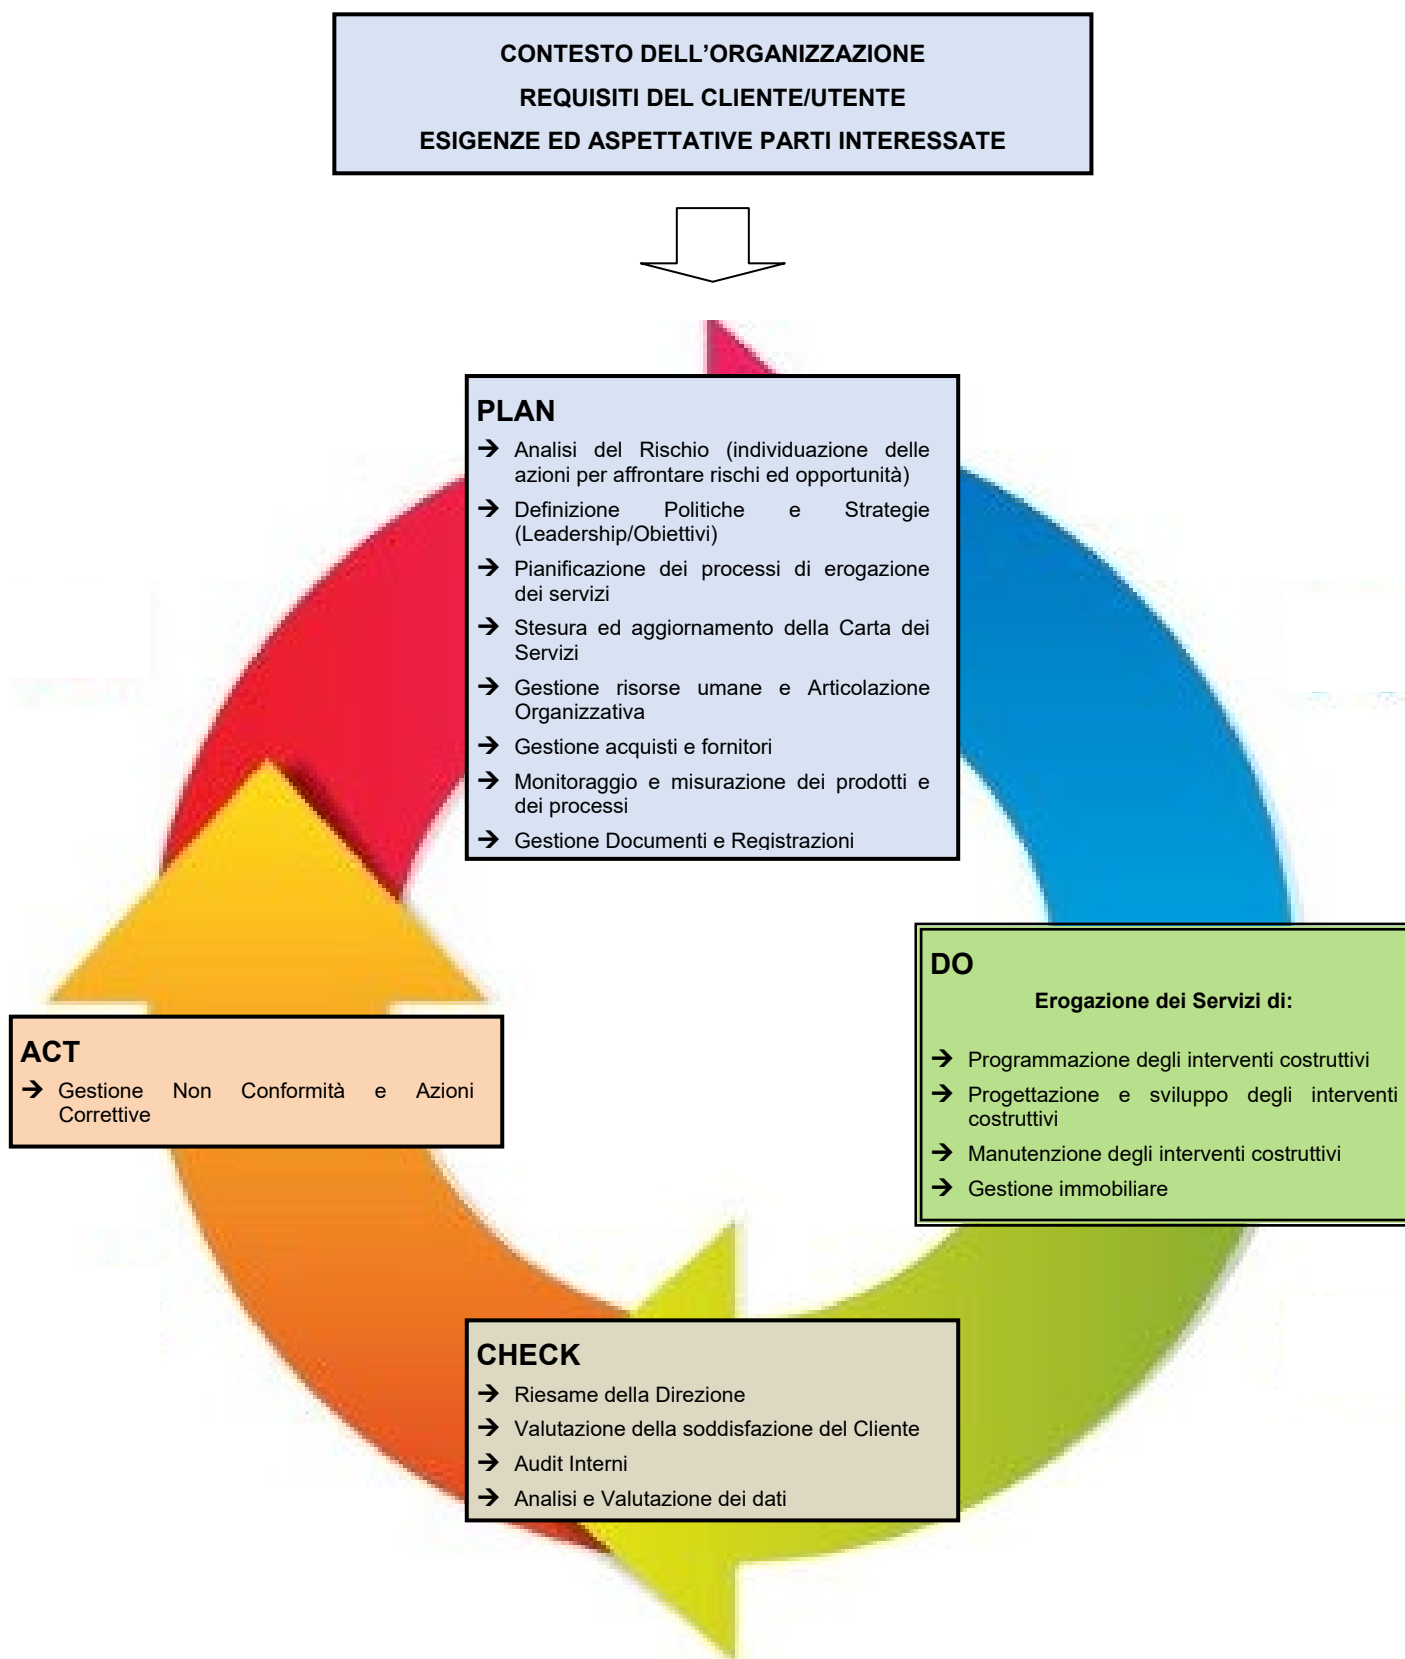 CONTESTO DELL’ORGANIZZAZIONE
REQUISITI DEL CLIENTE/UTENTE
ESIGENZE ED ASPETTATIVE PARTI INTERESSATE
PLAN
→ Analisi del Rischio (individuazione delle
azioni per affrontare rischi ed opportunità)
→ Definizione Politiche e Strategie
(Leadership/Obiettivi)
→ Pianificazione dei processi di erogazione
dei servizi
→ Stesura ed aggiornamento della Carta dei
Servizi
→ Gestione risorse umane e Articolazione
Organizzativa
→ Gestione acquisti e fornitori
→ Monitoraggio e misurazione dei prodotti e
dei processi
→ Gestione Documenti e Registrazioni
DO
Erogazione dei Servizi di:
→ Programmazione degli interventi costruttivi
→ Progettazione e sviluppo degli interventi
costruttivi
→ Manutenzione degli interventi costruttivi
→ Gestione immobiliare
ACT
→ Gestione Non Conformità e Azioni
Correttive
CHECK
→ Riesame della Direzione
→ Valutazione della soddisfazione del Cliente
→ Audit Interni
→ Analisi e Valutazione dei dati